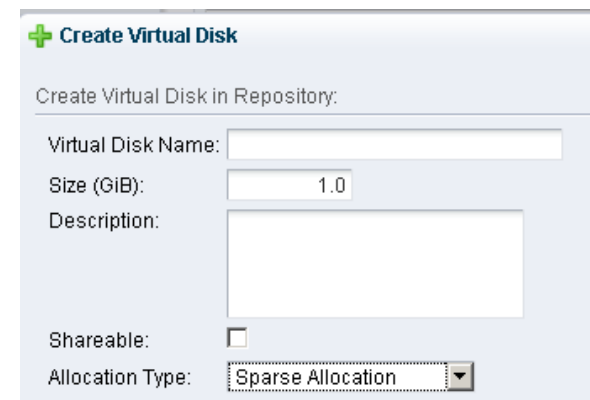 Create Virtual Disk
Create Virtual Disk in Repository:
Virtual Disk Name:
Size (GiB): 1.0
Description:
Shareable:
Allocation Type: Sparse Allocation